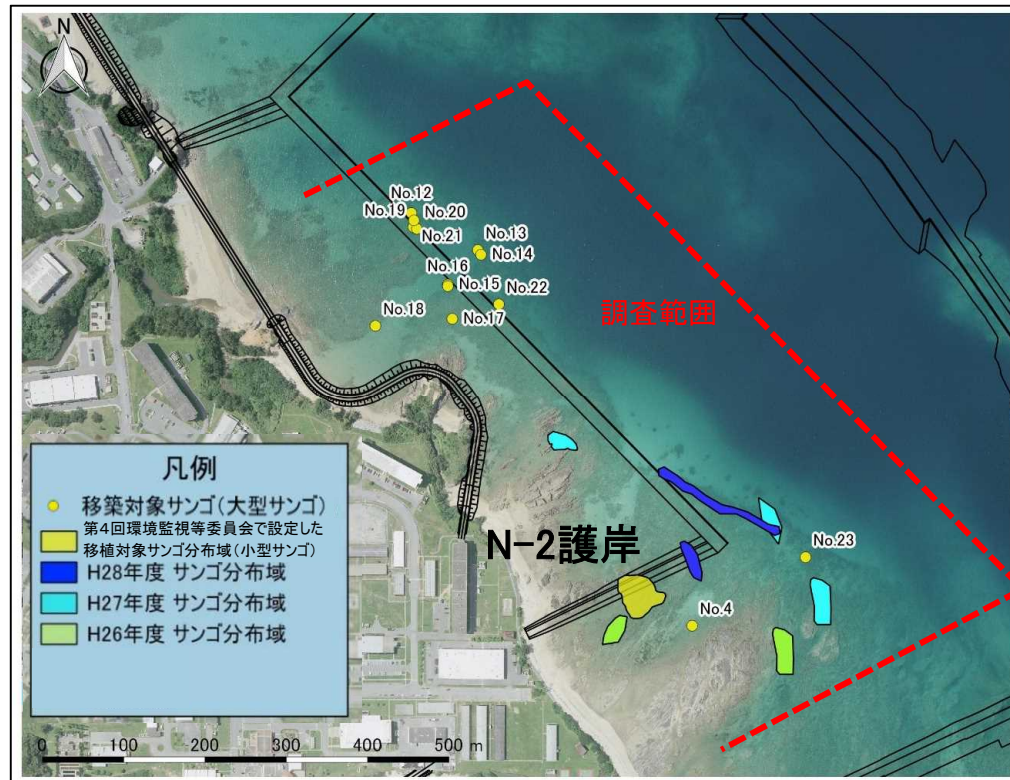 N
No.12
No.19
No.20
No.21
No.13
No.14
No.16
No.15
No.22
No.18
No.17
調査範囲
凡例
移築対象サンゴ(大型サンゴ)
第4回環境監視等委員会で設定した
移植対象サンゴ分布域(小型サンゴ)
H28年度 サンゴ分布域
H27年度 サンゴ分布域
H26年度 サンゴ分布域
N-2護岸
No.23
No.4
0 100 200 300 400 500 m